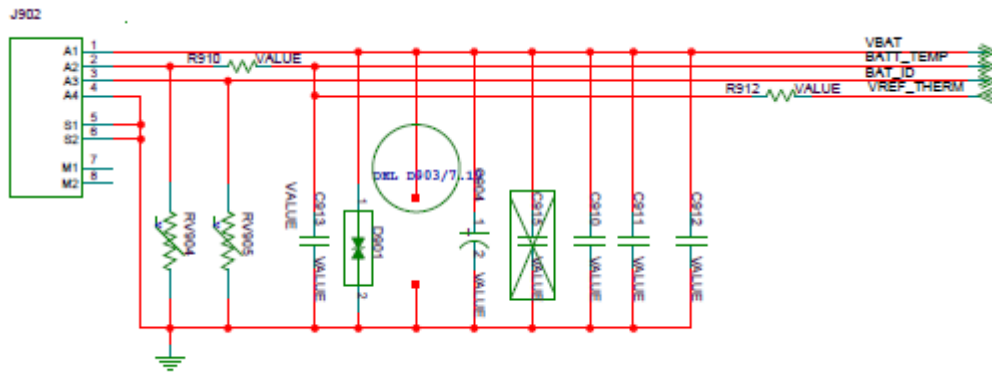 J902
A1 1
A2 2
A3 3
A4 4
S1 5
S2 6
M1 7
M2 8
R910 VALUE
VBAT
BATT_TEMP
BAT_ID
R912 VALUE VREF_THERM
RV904
RV905
VALUE
C913
VALUE
1
D901
2
DEL D903/7.19
C904
1
+
2
VALUE
C915
VALUE
C910
VALUE
C911
VALUE
C912
VALUE